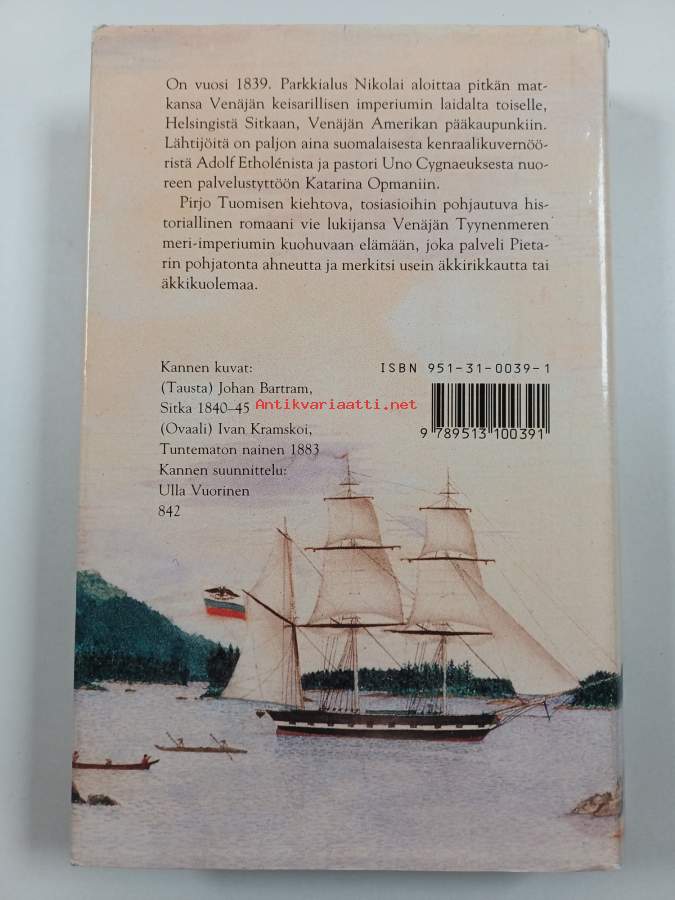 On vuosi 1839. Parkkialus Nikolai aloittaa pitkän mat-
kansa Venäjän keisarillisen imperiumin laidalta toiselle,
Helsingistä Sitkaan, Venäjän Amerikan pääkaupunkiin.
Lähtijöitä on paljon aina suomalaisesta kenraalikuvernöö-
ristä Adolf Etholénista ja pastori Uno Cygnaeuksesta nuo-
reen palvelustyttöön Katarina Opmaniin.
Pirjo Tuomisen kiehtova, tosiasioihin pohjautuva his-
toriallinen romaani vie lukijansa Venäjän Tyynenmeren
meri-imperiumin kuohuvaan elämään, joka palveli Pieta-
rin pohjatonta ahneutta ja merkitsi usein äkkirikkautta tai
äkkikuolemaa.
Kannen kuvat:
(Tausta) Johan Bartram,
Sitka 1840–45
(Ovaali) Ivan Kramskoi,
Tuntematon nainen 1883
Kannen suunnittelu:
Ulla Vuorinen
842
ISBN 951-31-0039-1
9 789513 100391
Antikvariaatti.net